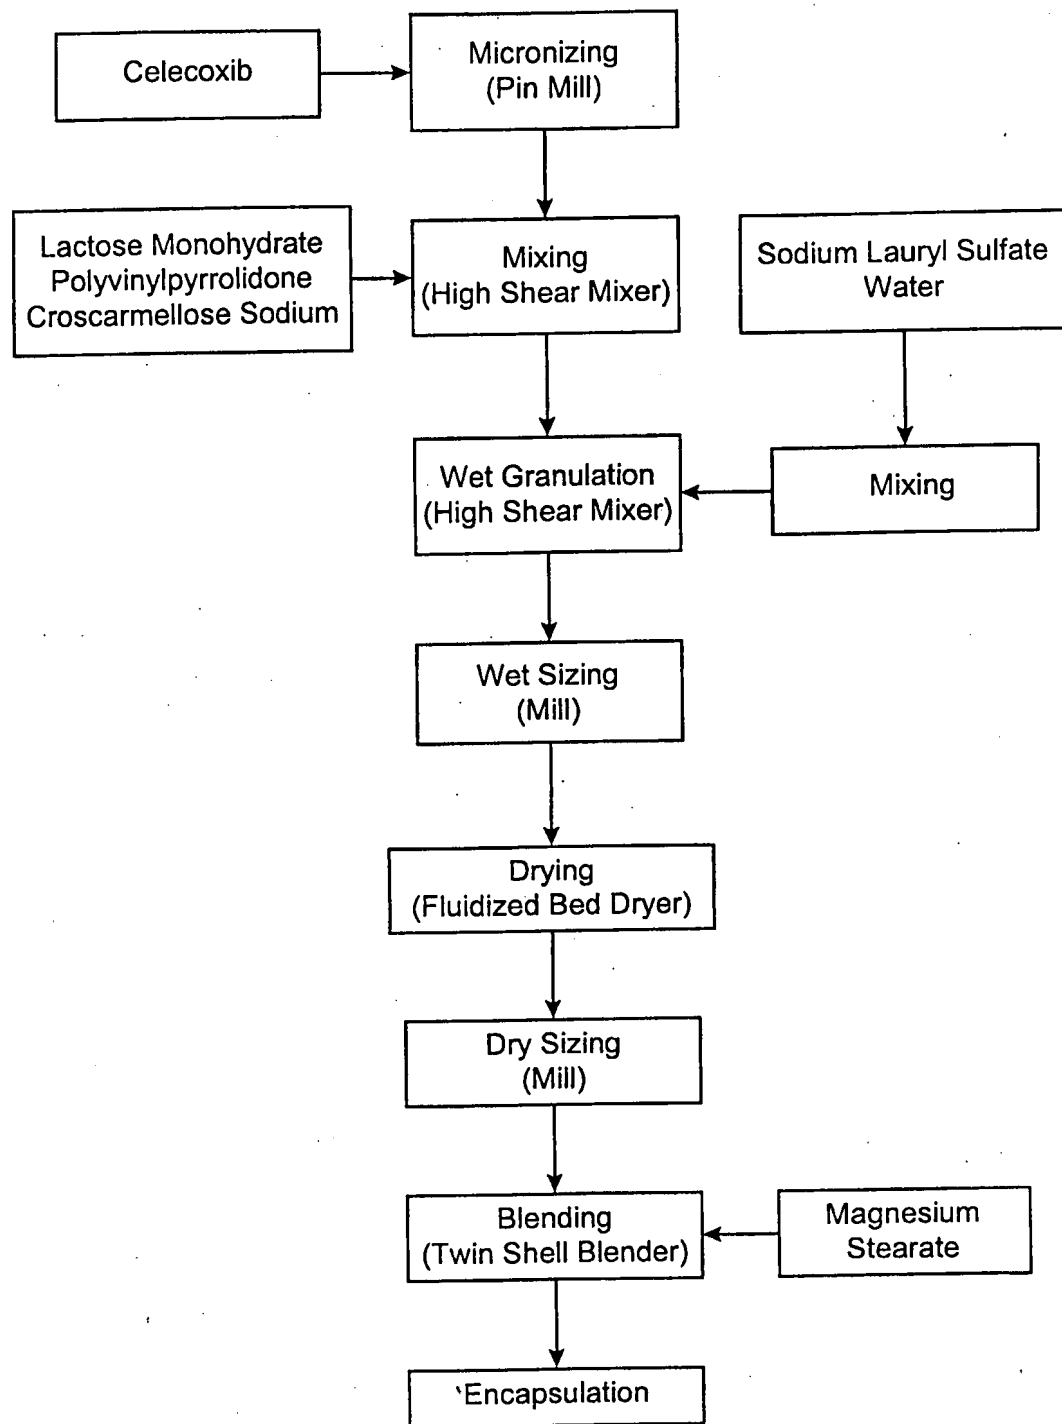 Celecoxib
Micronizing
(Pin Mill)
Lactose Monohydrate
Polyvinylpyrrolidone
Croscarmellose Sodium
Mixing
(High Shear Mixer)
Sodium Lauryl Sulfate
Water
Wet Granulation
(High Shear Mixer)
Mixing
Wet Sizing
(Mill)
Drying
(Fluidized Bed Dryer)
Dry Sizing
(Mill)
Blending
(Twin Shell Blender)
Magnesium
Stearate
Encapsulation